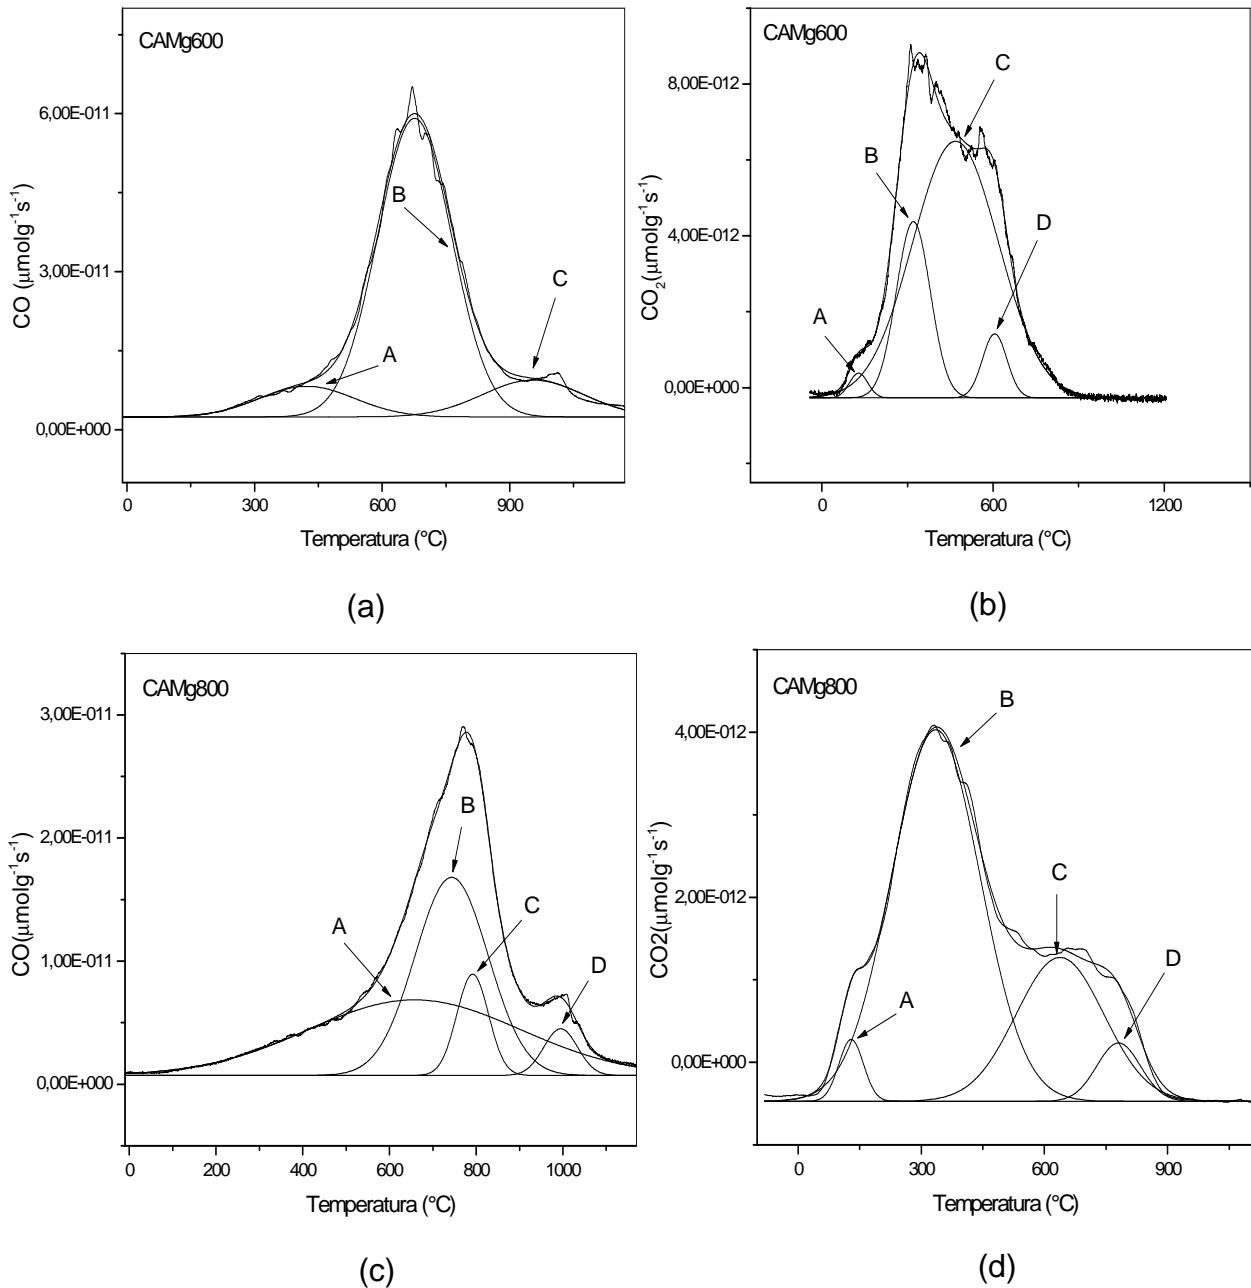 CAMg600
CO (μmolg⁻¹s⁻¹)
6,00E-011
3,00E-011
0,00E+000
A
B
C
0
300
600
900
Temperatura (°C)
(a)
CAMg600
CO₂(μmolg⁻¹s⁻¹)
8,00E-012
4,00E-012
0,00E+000
A
B
C
D
0
600
1200
Temperatura (°C)
(b)
CAMg800
CO(μmolg⁻¹s⁻¹)
3,00E-011
2,00E-011
1,00E-011
0,00E+000
A
B
C
D
0
200
400
600
800
1000
Temperatura (°C)
(c)
CAMg800
CO2(μmolg⁻¹s⁻¹)
4,00E-012
2,00E-012
0,00E+000
A
B
C
D
0
300
600
900
Temperatura (°C)
(d)